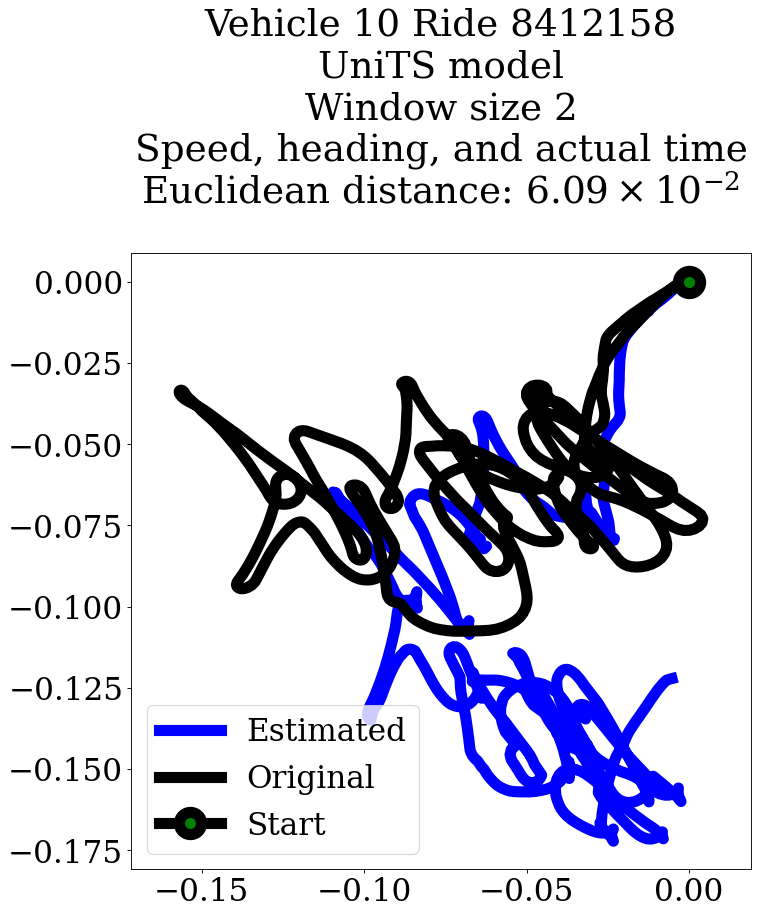 Vehicle 10 Ride 8412158
UniTS model
Window size 2
Speed, heading, and actual time
Euclidean distance: 6.09 × 10⁻²
0.000
−0.025
−0.050
−0.075
−0.100
−0.125
−0.150
−0.175
Estimated
Original
Start
−0.15 −0.10 −0.05 0.00